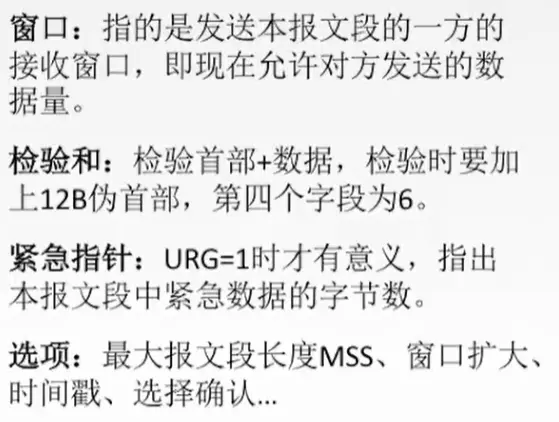 窗口：指的是发送本报文段的一方的
接收窗口，即现在允许对方发送的数
据量。
检验和：检验首部+数据，检验时要加
上12B伪首部，第四个字段为6。
紧急指针：URG=1时才有意义，指出
本报文段中紧急数据的字节数。
选项：最大报文段长度MSS、窗口扩大、
时间戳、选择确认...